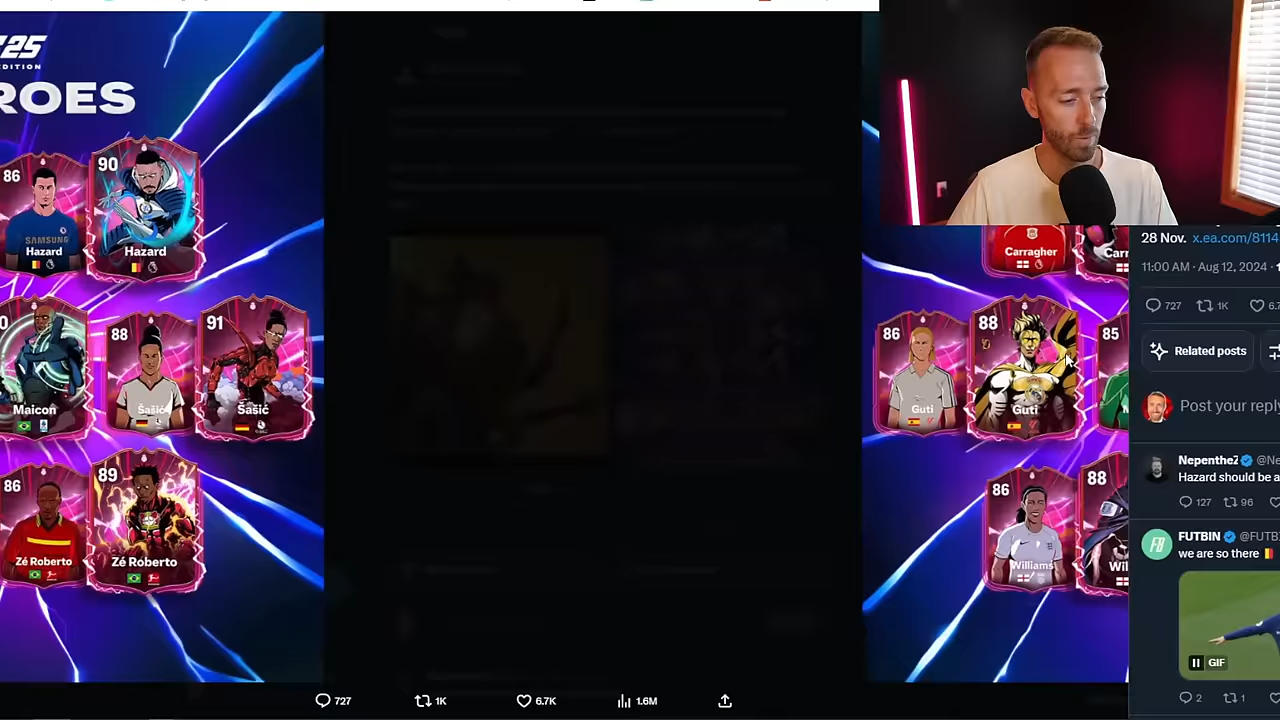 25
EDITION
ROES
86
Hazard
90
Hazard
SAMSUNG
Maicon
88
Šašić
91
Šašić
86
Zé Roberto
89
Zé Roberto
Carragher
86
Guti
88
Guti
85
86
Williams
88
28 Nov. x.ea.com/8114
11:00 AM · Aug 12, 2024 ·
727
1K
Related posts
Post your reply
NepentheZ
Hazard should be a
127
96
FUTBIN @FUTB
we are so there
GIF
2
1
727
1K
6.7K
1.6M